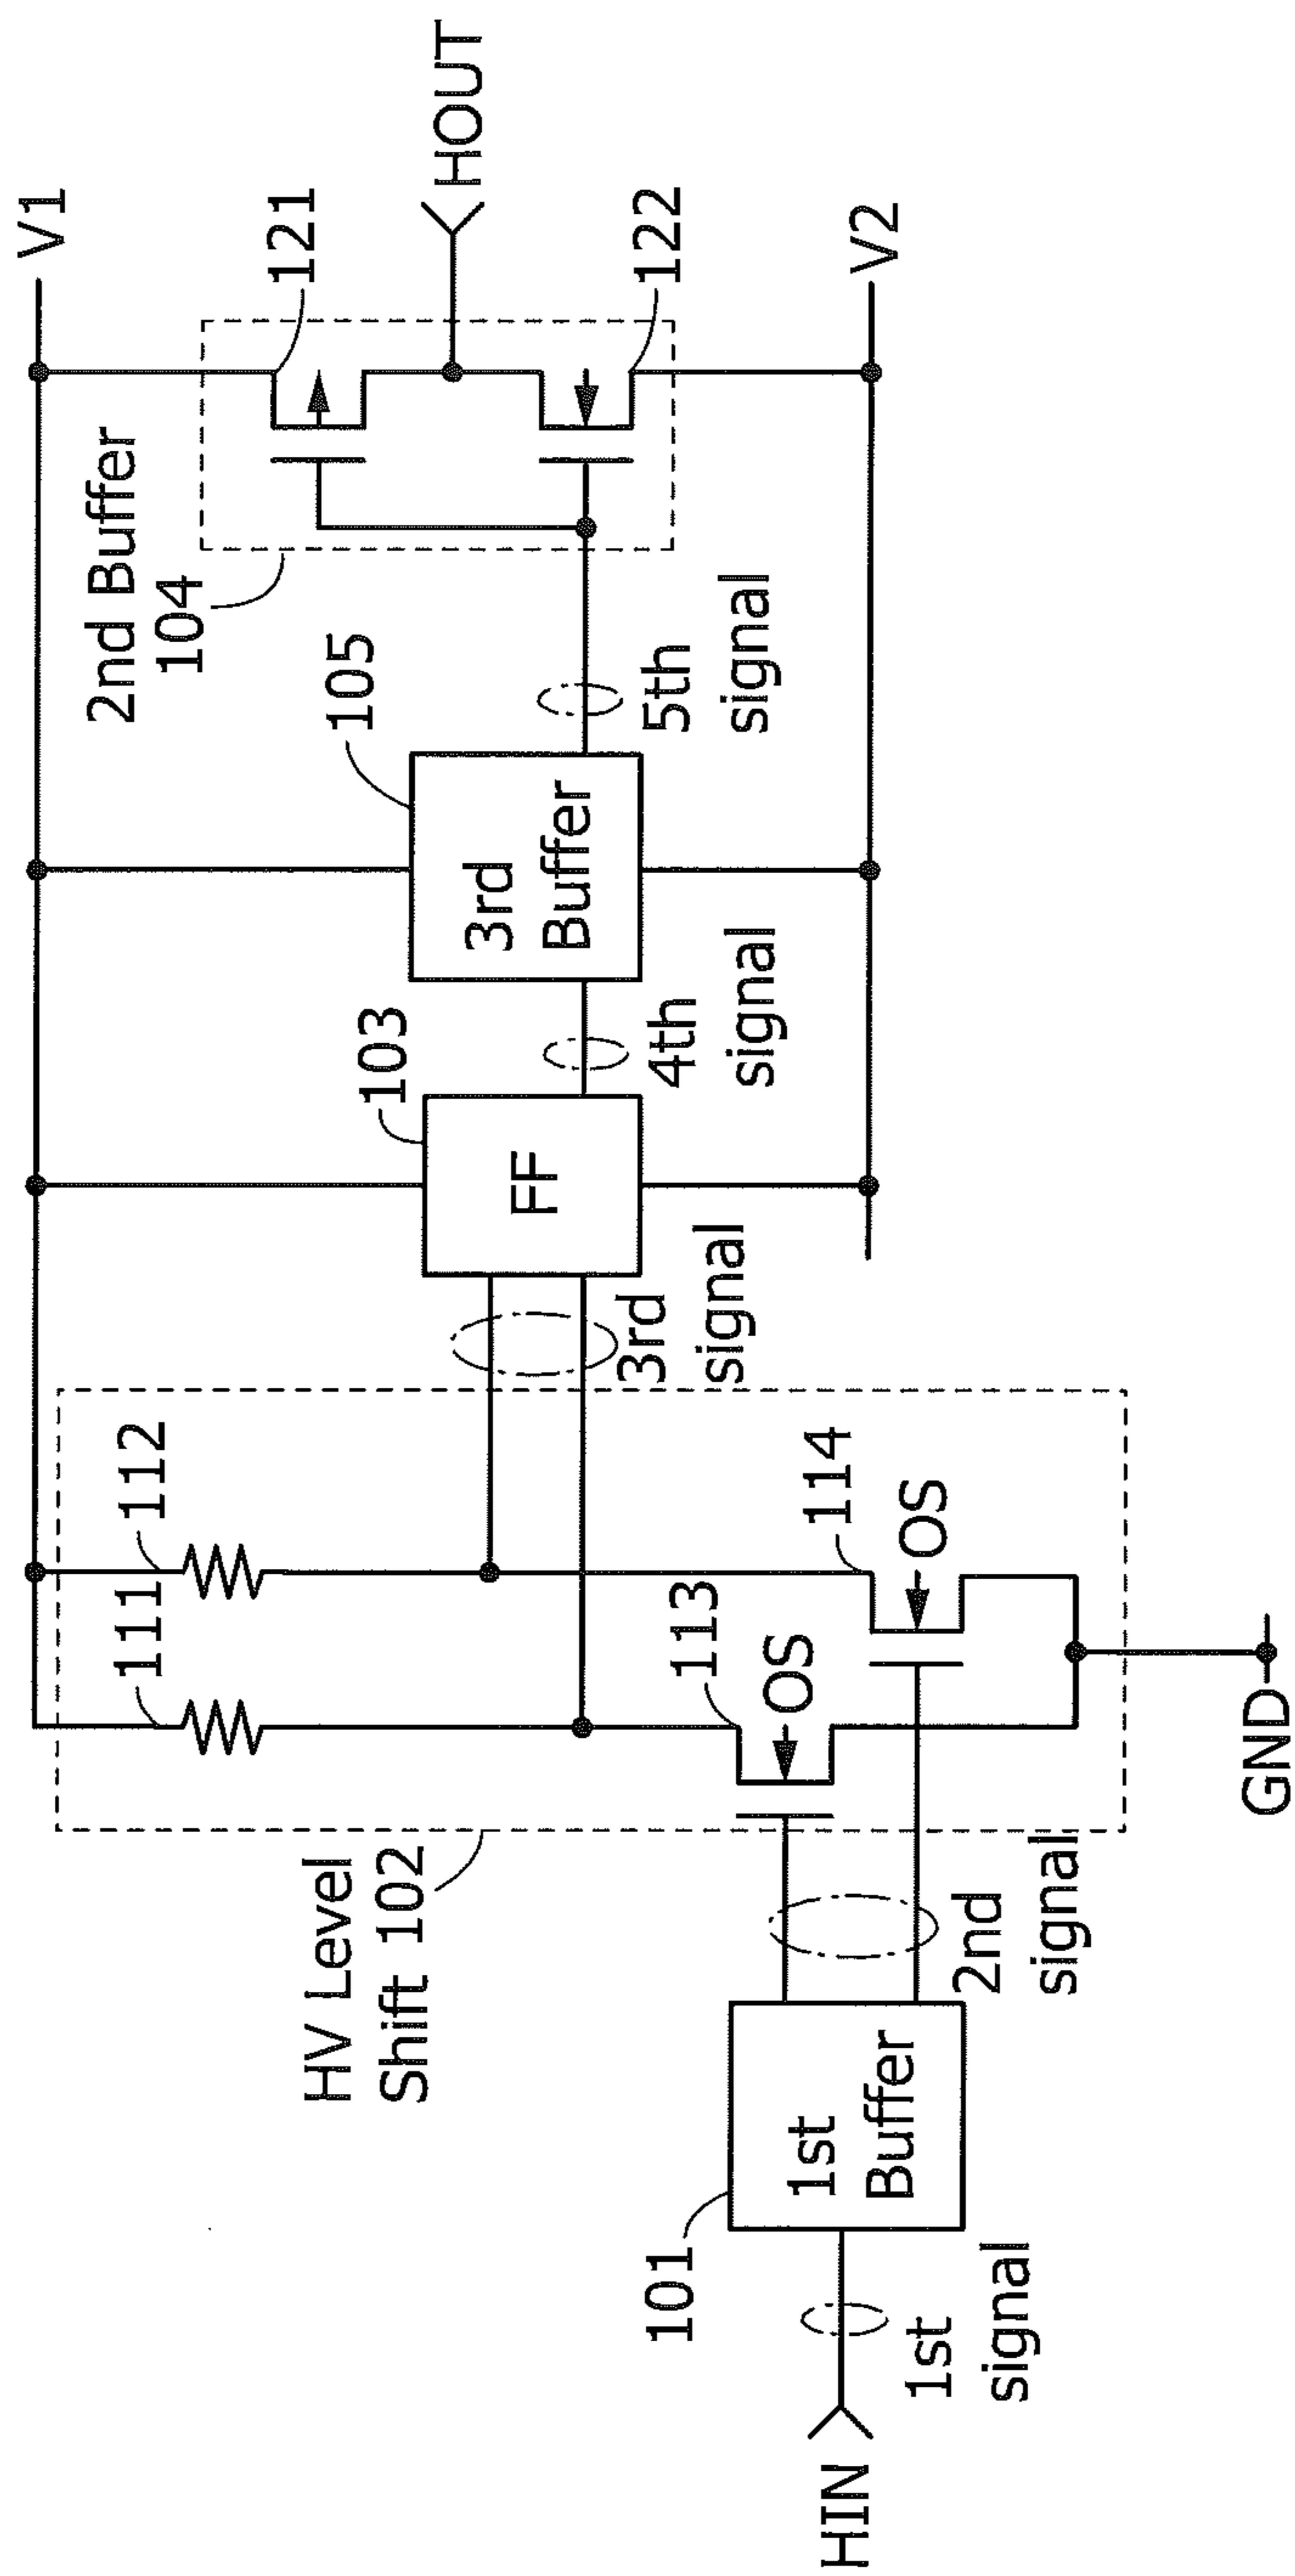 V1
2nd Buffer
104
121
HOUT
122
V2
105
3rd
Buffer
5th
signal
103
FF
4th
signal
3rd
signal
HV Level
Shift 102
111
112
113
OS
114
OS
GND
2nd
signal
101
1st
Buffer
HIN
1st
signal